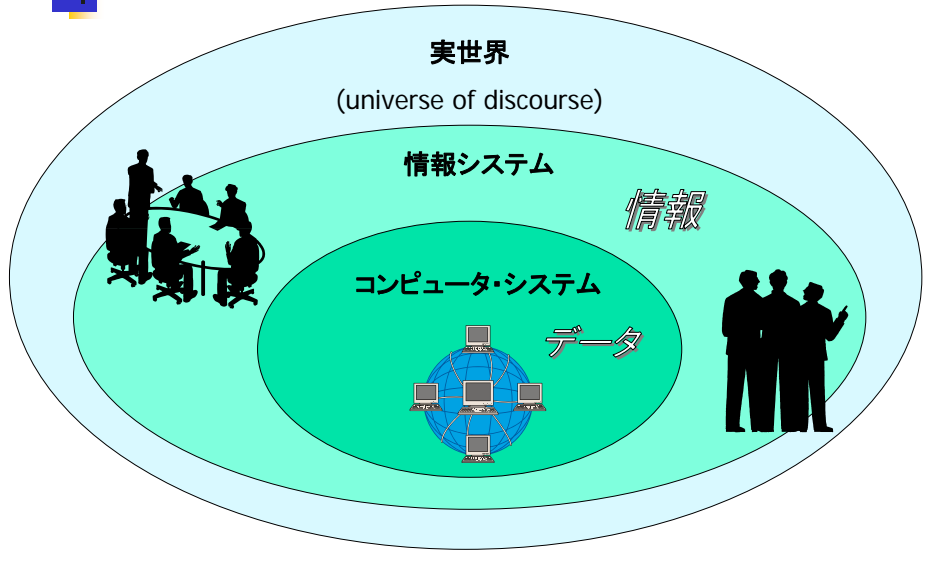 実世界
(universe of discourse)
情報システム
情報
コンピュータ・システム
データ